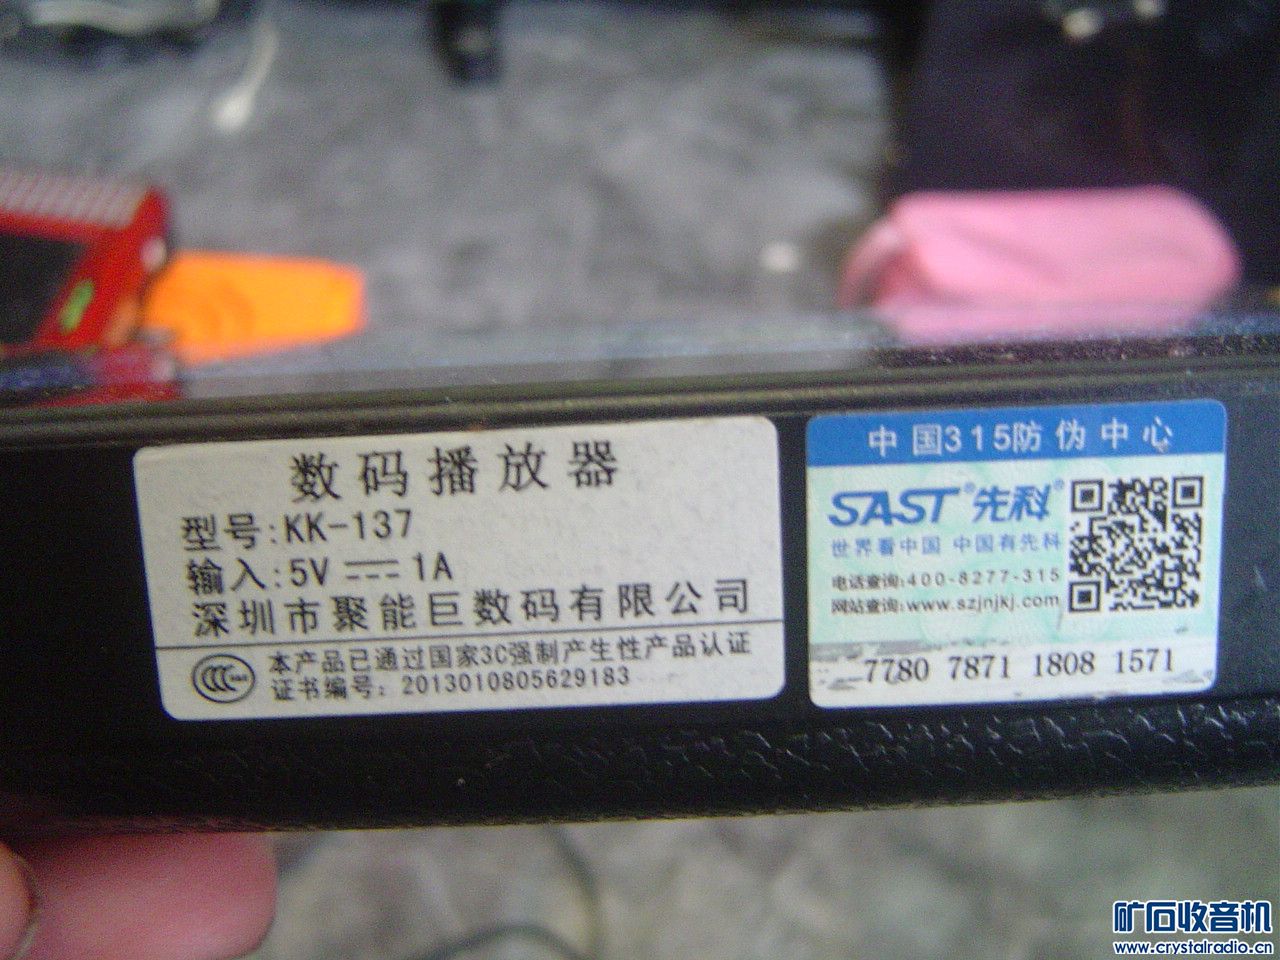 数码播放器
型号:KK-137
输入:5V 1A
深圳市聚能巨数码有限公司
本产品已通过国家3C强制产生性产品认证
证书编号: 2013010805629183
中国315防伪中心
SAST®先科®
世界看中国 中国有先科
电话查询:400-8277-315
网站查询:www.szjnjkj.com
7780 7871 1808 1571
矿石收音机
www.crystalradio.cn